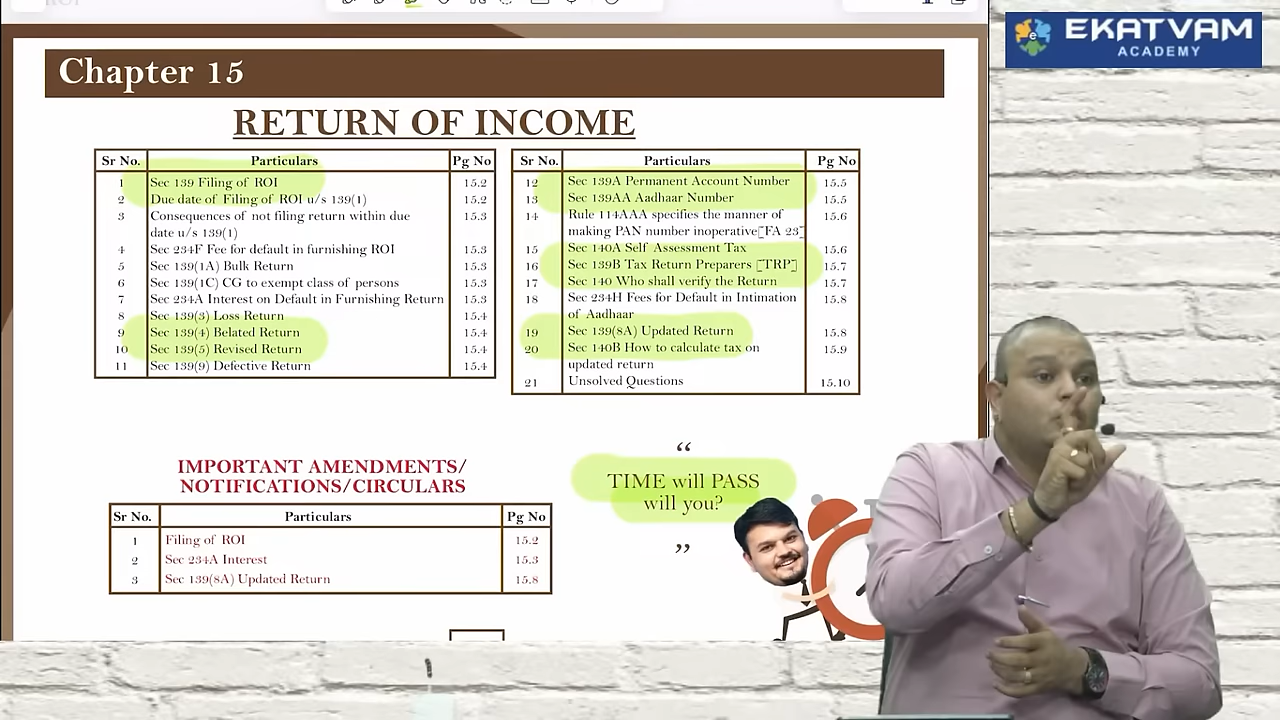 EKATVAM
ACADEMY
Chapter 15
RETURN OF INCOME
Sr No. Particulars Pg No
1 Sec 139 Filing of ROI 15.2
2 Due date of Filing of ROI u/s 139(1) 15.2
3 Consequences of not filing return within due 15.3
date u/s 139(1)
4 Sec 234F Fee for default in furnishing ROI 15.3
5 Sec 139(1A) Bulk Return 15.3
6 Sec 139(1C) CG to exempt class of persons 15.3
7 Sec 234A Interest on Default in Furnishing Return 15.3
8 Sec 139(3) Loss Return 15.4
9 Sec 139(4) Belated Return 15.4
10 Sec 139(5) Revised Return 15.4
11 Sec 139(9) Defective Return 15.4
Sr No. Particulars Pg No
12 Sec 139A Permanent Account Number 15.5
13 Sec 139AA Aadhaar Number 15.5
14 Rule 114AAA specifies the manner of 15.6
making PAN number inoperative[FA 23]
15 Sec 140A Self Assessment Tax 15.6
16 Sec 139B Tax Return Preparers [TRP] 15.7
17 Sec 140 Who shall verify the Return 15.7
18 Sec 234H Fees for Default in Intimation 15.8
of Aadhaar
19 Sec 139(8A) Updated Return 15.8
20 Sec 140B How to calculate tax on 15.9
updated return
21 Unsolved Questions 15.10
IMPORTANT AMENDMENTS/
NOTIFICATIONS/CIRCULARS
Sr No. Particulars Pg No
1 Filing of ROI 15.2
2 Sec 234A Interest 15.3
3 Sec 139(8A) Updated Return 15.8
“
TIME will PASS
will you?
”